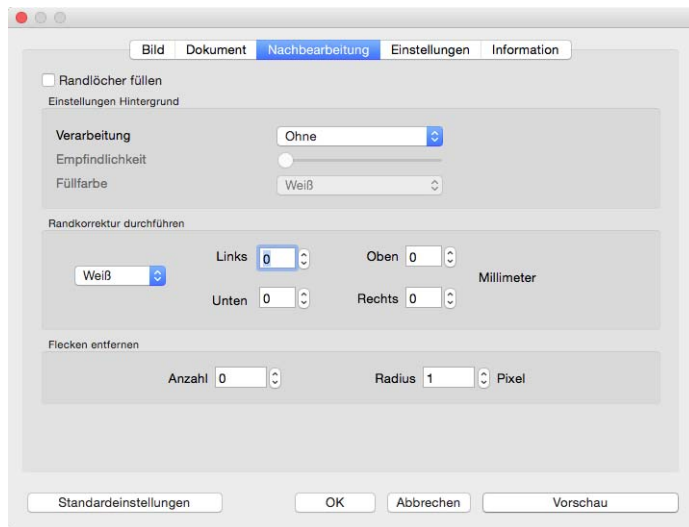 Bild Dokument Nachbearbeitung Einstellungen Information
Randlöcher füllen
Einstellungen Hintergrund
Verarbeitung Ohne
Empfindlichkeit
Füllfarbe Weiß
Randkorrektur durchführen
Links 0 Oben 0
Weiß Millimeter
Unten 0 Rechts 0
Flecken entfernen
Anzahl 0 Radius 1 Pixel
Standardeinstellungen OK Abbrechen Vorschau